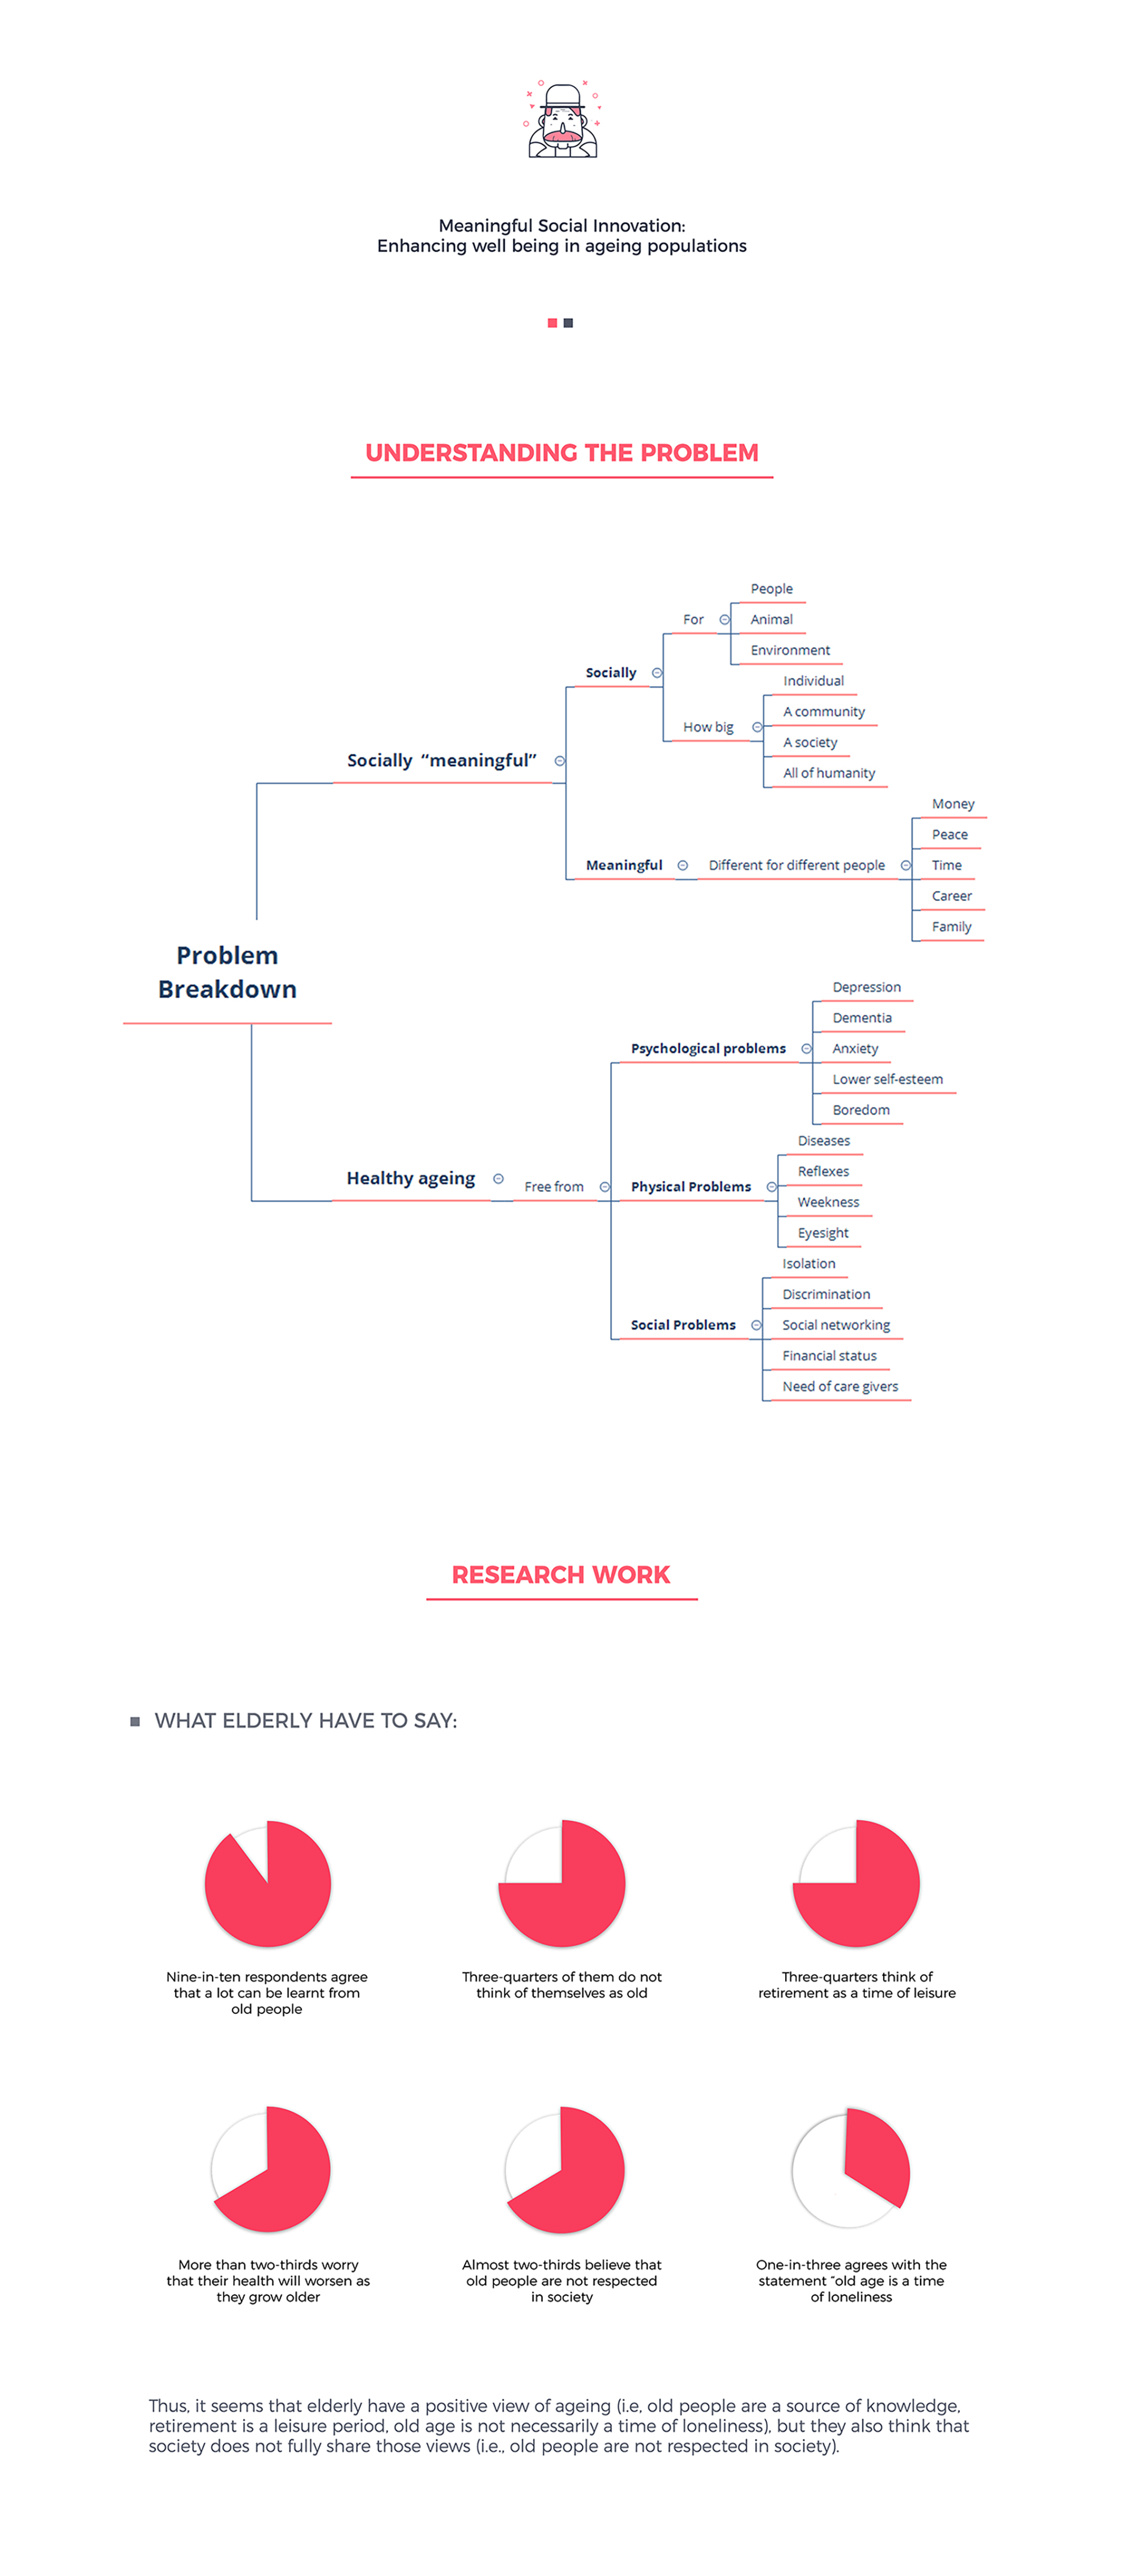 Meaningful Social Innovation:
Enhancing well being in ageing populations
UNDERSTANDING THE PROBLEM
Problem
Breakdown
Socially “meaningful”
Socially
For
People
Animal
Environment
How big
Individual
A community
A society
All of humanity
Meaningful
Different for different people
Money
Peace
Time
Career
Family
Healthy ageing
Free from
Psychological problems
Depression
Dementia
Anxiety
Lower self-esteem
Boredom
Physical Problems
Diseases
Reflexes
Weekness
Eyesight
Social Problems
Isolation
Discrimination
Social networking
Financial status
Need of care givers
RESEARCH WORK
WHAT ELDERLY HAVE TO SAY:
Nine-in-ten respondents agree
that a lot can be learnt from
old people
Three-quarters of them do not
think of themselves as old
Three-quarters think of
retirement as a time of leisure
More than two-thirds worry
that their health will worsen as
they grow older
Almost two-thirds believe that
old people are not respected
in society
One-in-three agrees with the
statement “old age is a time
of loneliness
Thus, it seems that elderly have a positive view of ageing (i.e, old people are a source of knowledge,
retirement is a leisure period, old age is not necessarily a time of loneliness), but they also think that
society does not fully share those views (i.e., old people are not respected in society).